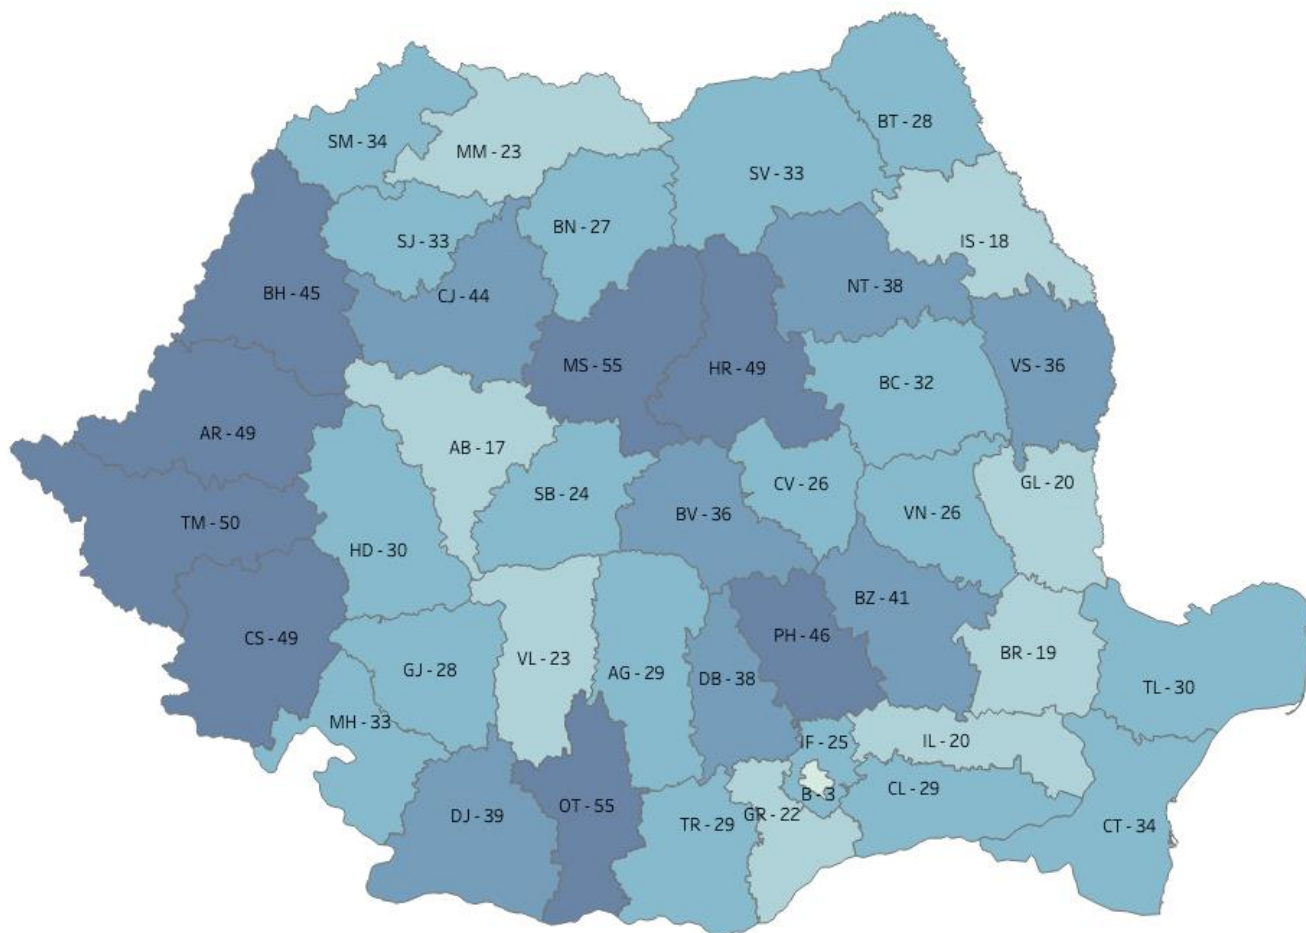 BT - 28
SM - 34
MM - 23
SV - 33
BN - 27
SJ - 33
IS - 18
NT - 38
BH - 45
CJ - 44
MS - 55
HR - 49
VS - 36
BC - 32
AR - 49
AB - 17
GL - 20
CV - 26
SB - 24
VN - 26
BV - 36
TM - 50
HD - 30
BZ - 41
CS - 49
PH - 46
VL - 23
BR - 19
GJ - 28
AG - 29
DB - 38
TL - 30
MH - 33
IF - 25
IL - 20
CL - 29
B - 3
OT - 55
GR - 22
DJ - 39
TR - 29
CT - 34